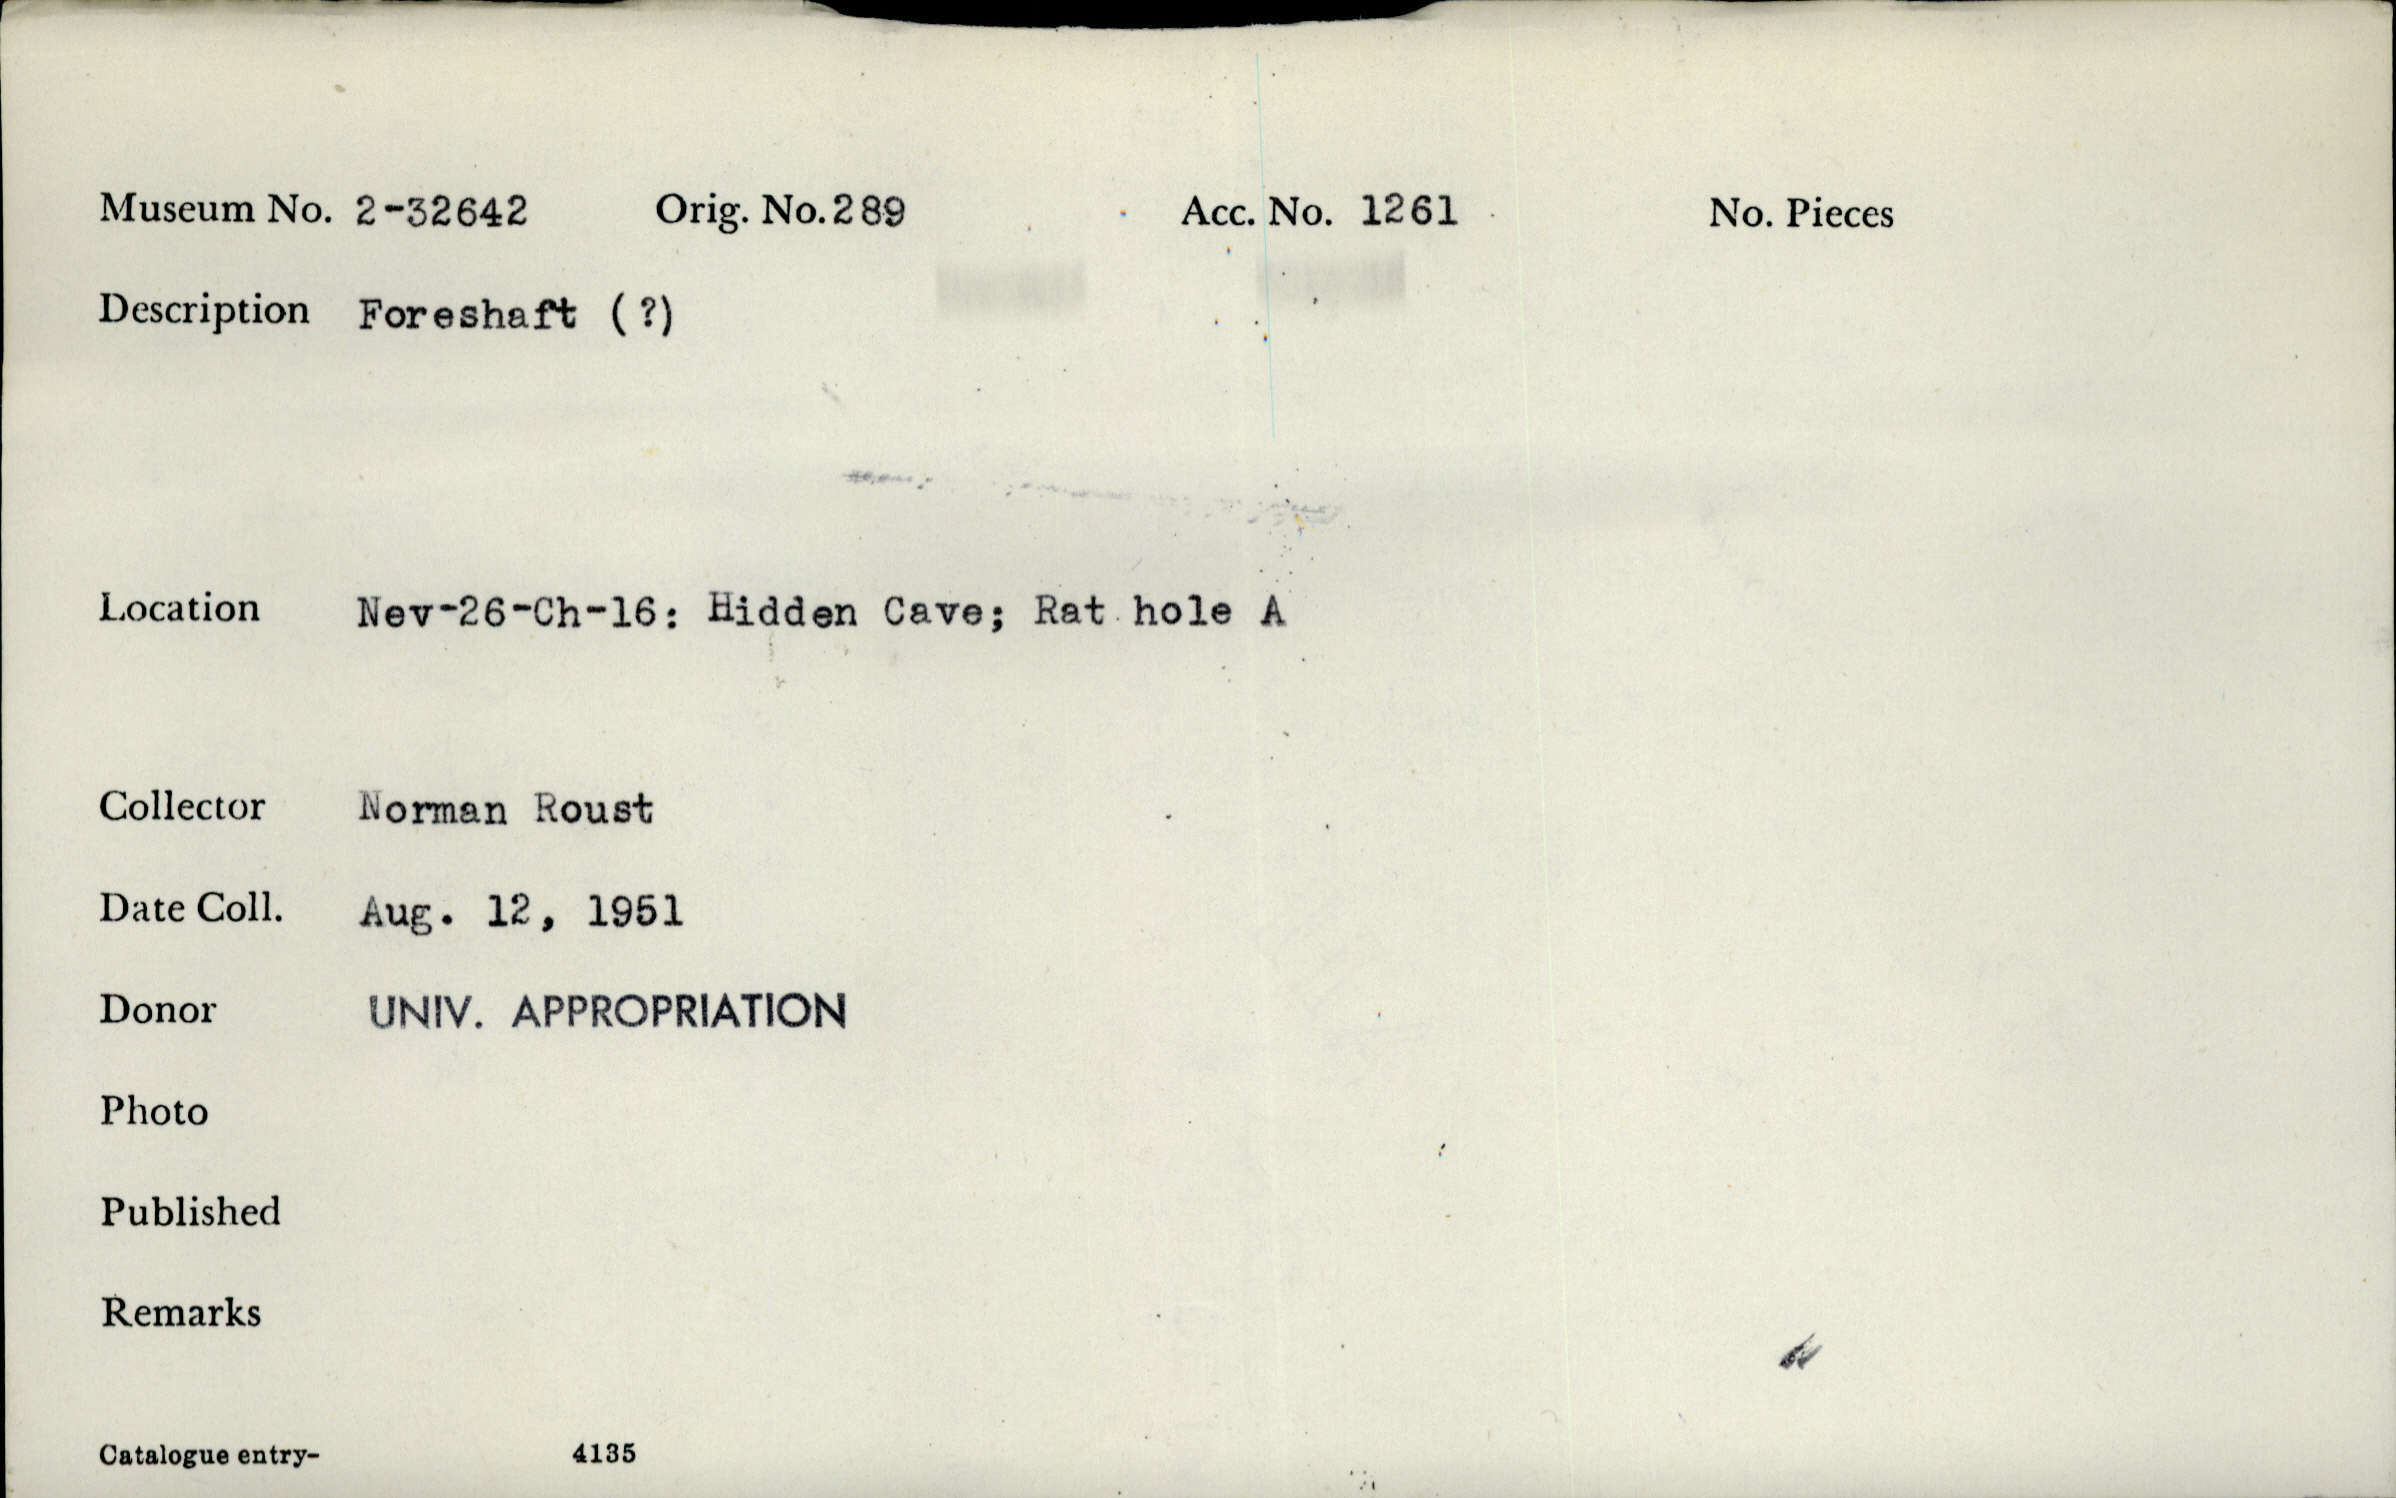 Museum No. 2-32642 Orig. No. 289 Acc. No. 1261 No. Pieces
Description Foreshaft (?)
Location Nev-26-Ch-16: Hidden Cave; Rat hole A
Collector Norman Roust
Date Coll. Aug. 12, 1951
Donor UNIV. APPROPRIATION
Photo
Published
Remarks
Catalogue entry- 4135